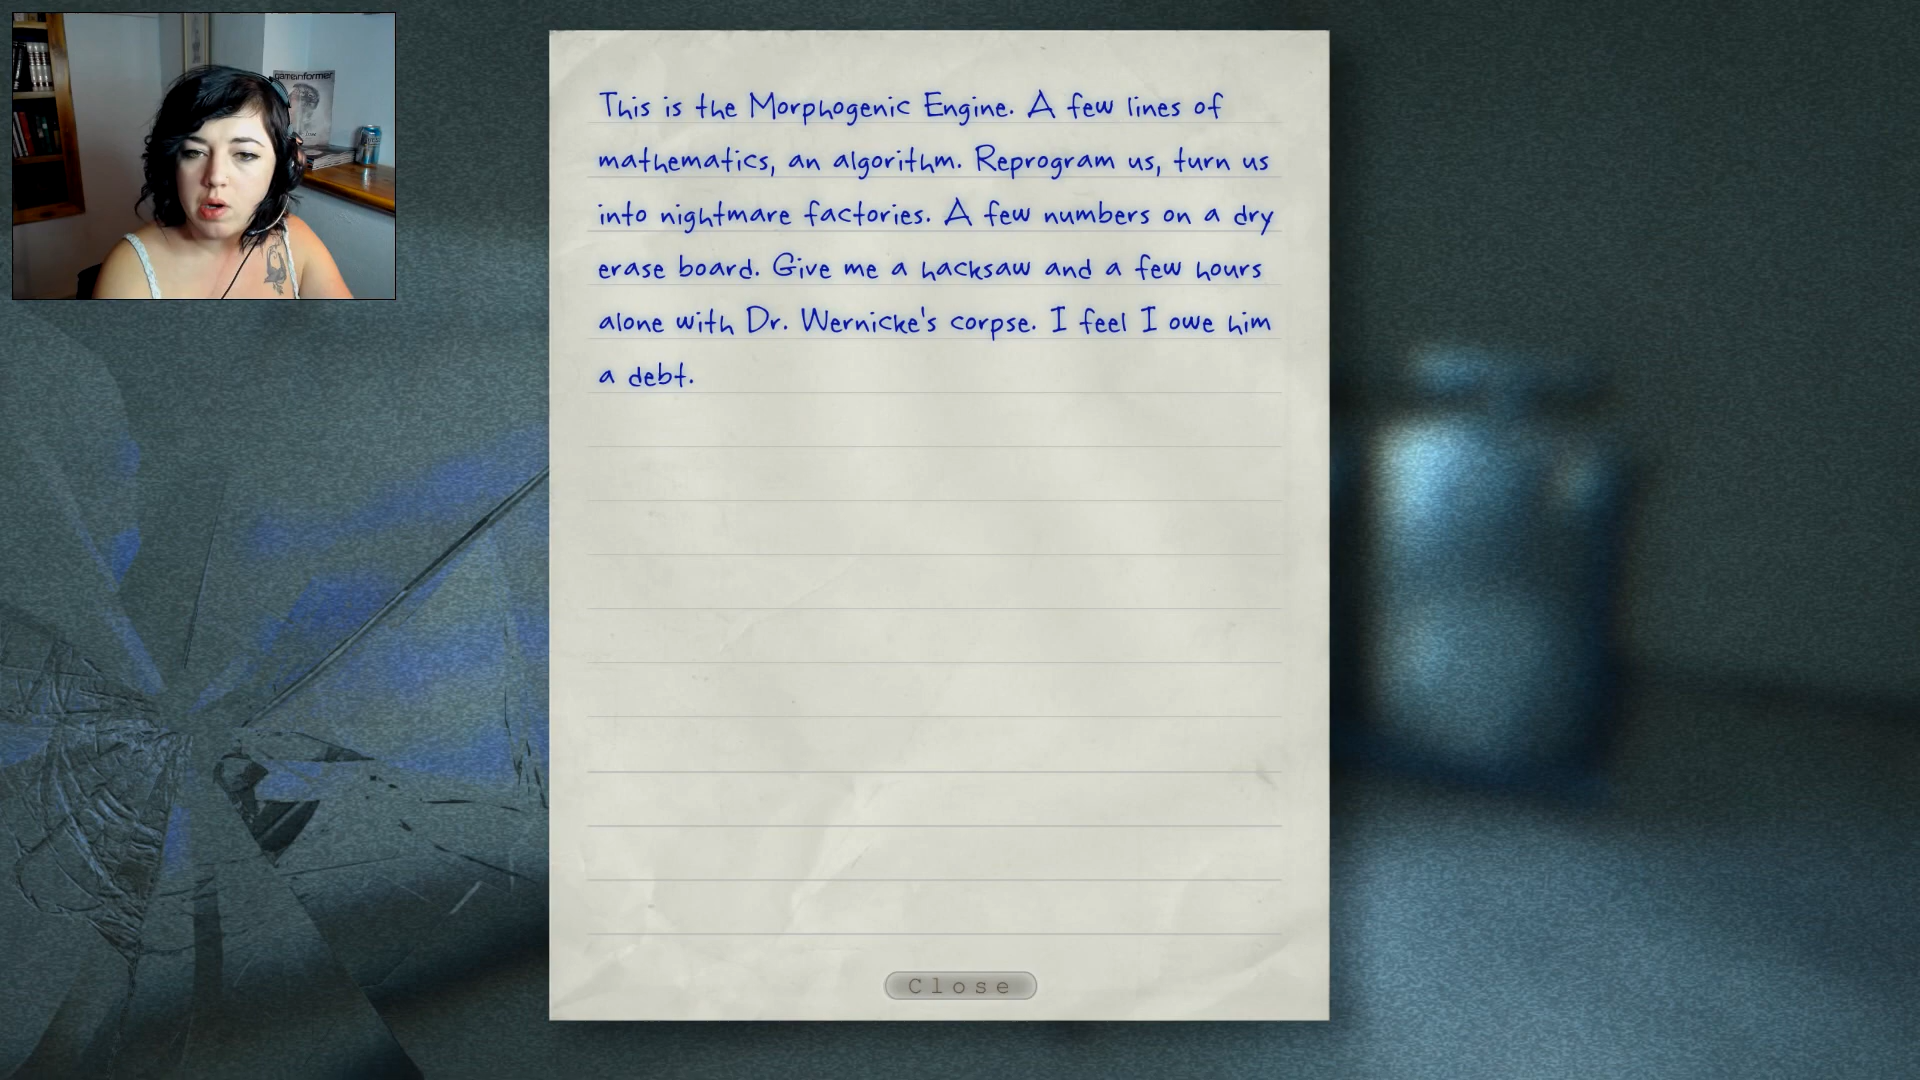 gameinformer
This is the Morphogenic Engine. A few lines of
mathematics, an algorithm. Reprogram us, turn us
into nightmare factories. A few numbers on a dry
erase board. Give me a hacksaw and a few hours
alone with Dr. Wernicke's corpse. I feel I owe him
a debt.
Close